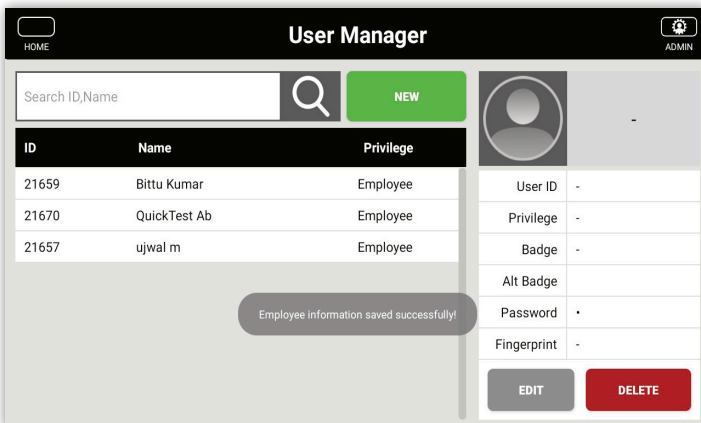 User Manager
HOME
ADMIN
Search ID,Name
NEW
ID Name Privilege
21659 Bittu Kumar Employee
21670 QuickTest Ab Employee
21657 ujwal m Employee
Employee information saved successfully!
-
User ID -
Privilege -
Badge -
Alt Badge
Password •
Fingerprint -
EDIT DELETE